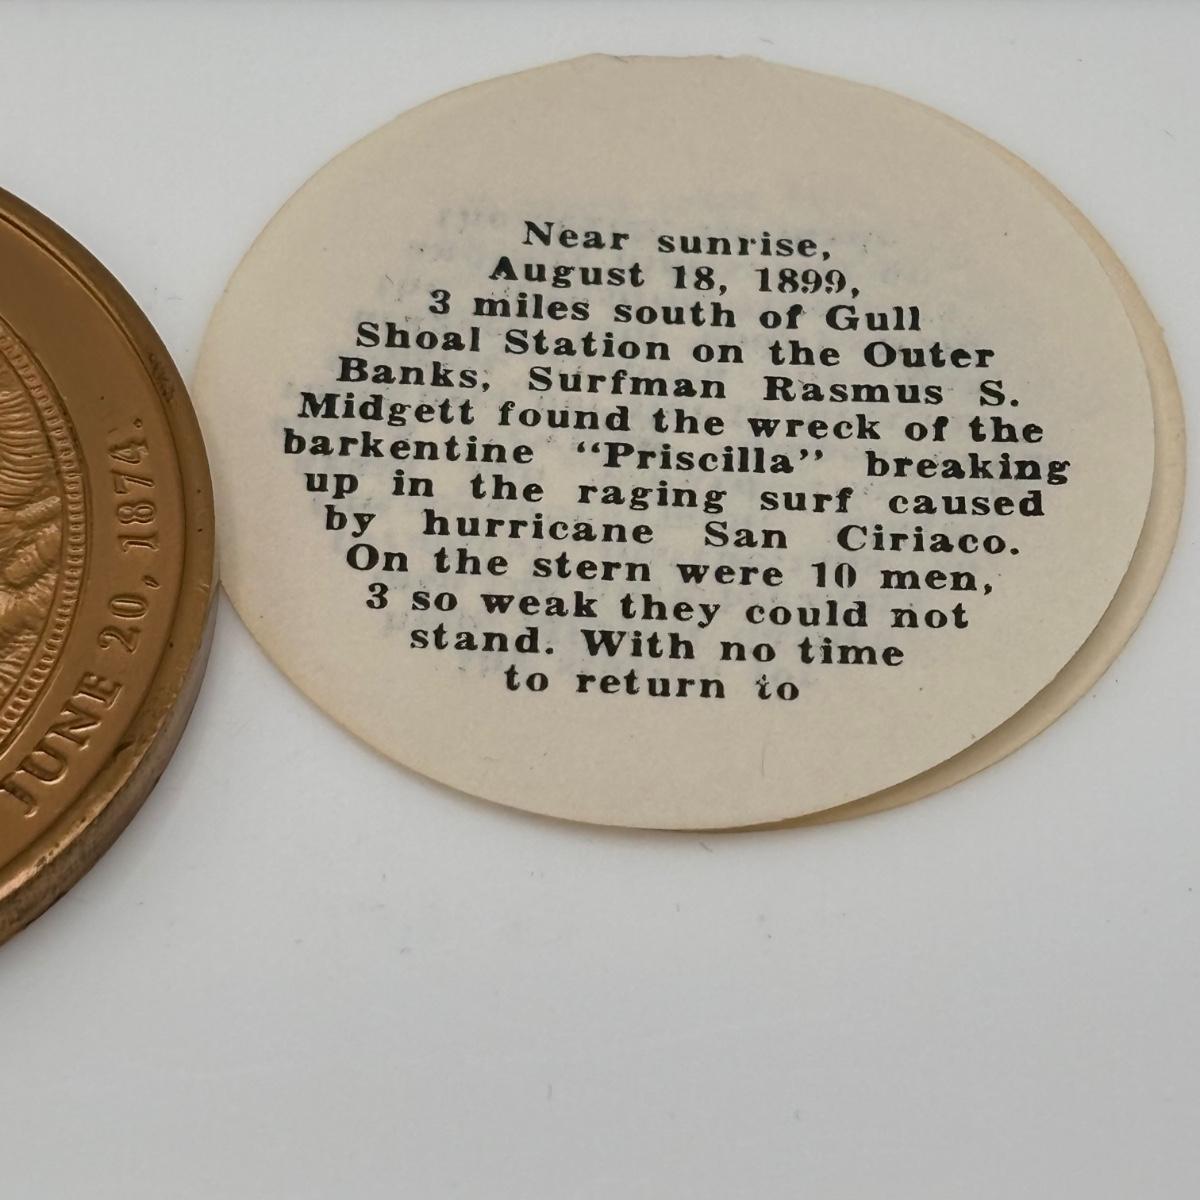 Near sunrise,
August 18, 1899,
3 miles south of Gull
Shoal Station on the Outer
Banks, Surfman Rasmus S.
Midgett found the wreck of the
barkentine “Priscilla” breaking
up in the raging surf caused
by hurricane San Ciriaco.
On the stern were 10 men,
3 so weak they could not
stand. With no time
to return to
JUNE 20, 1874.